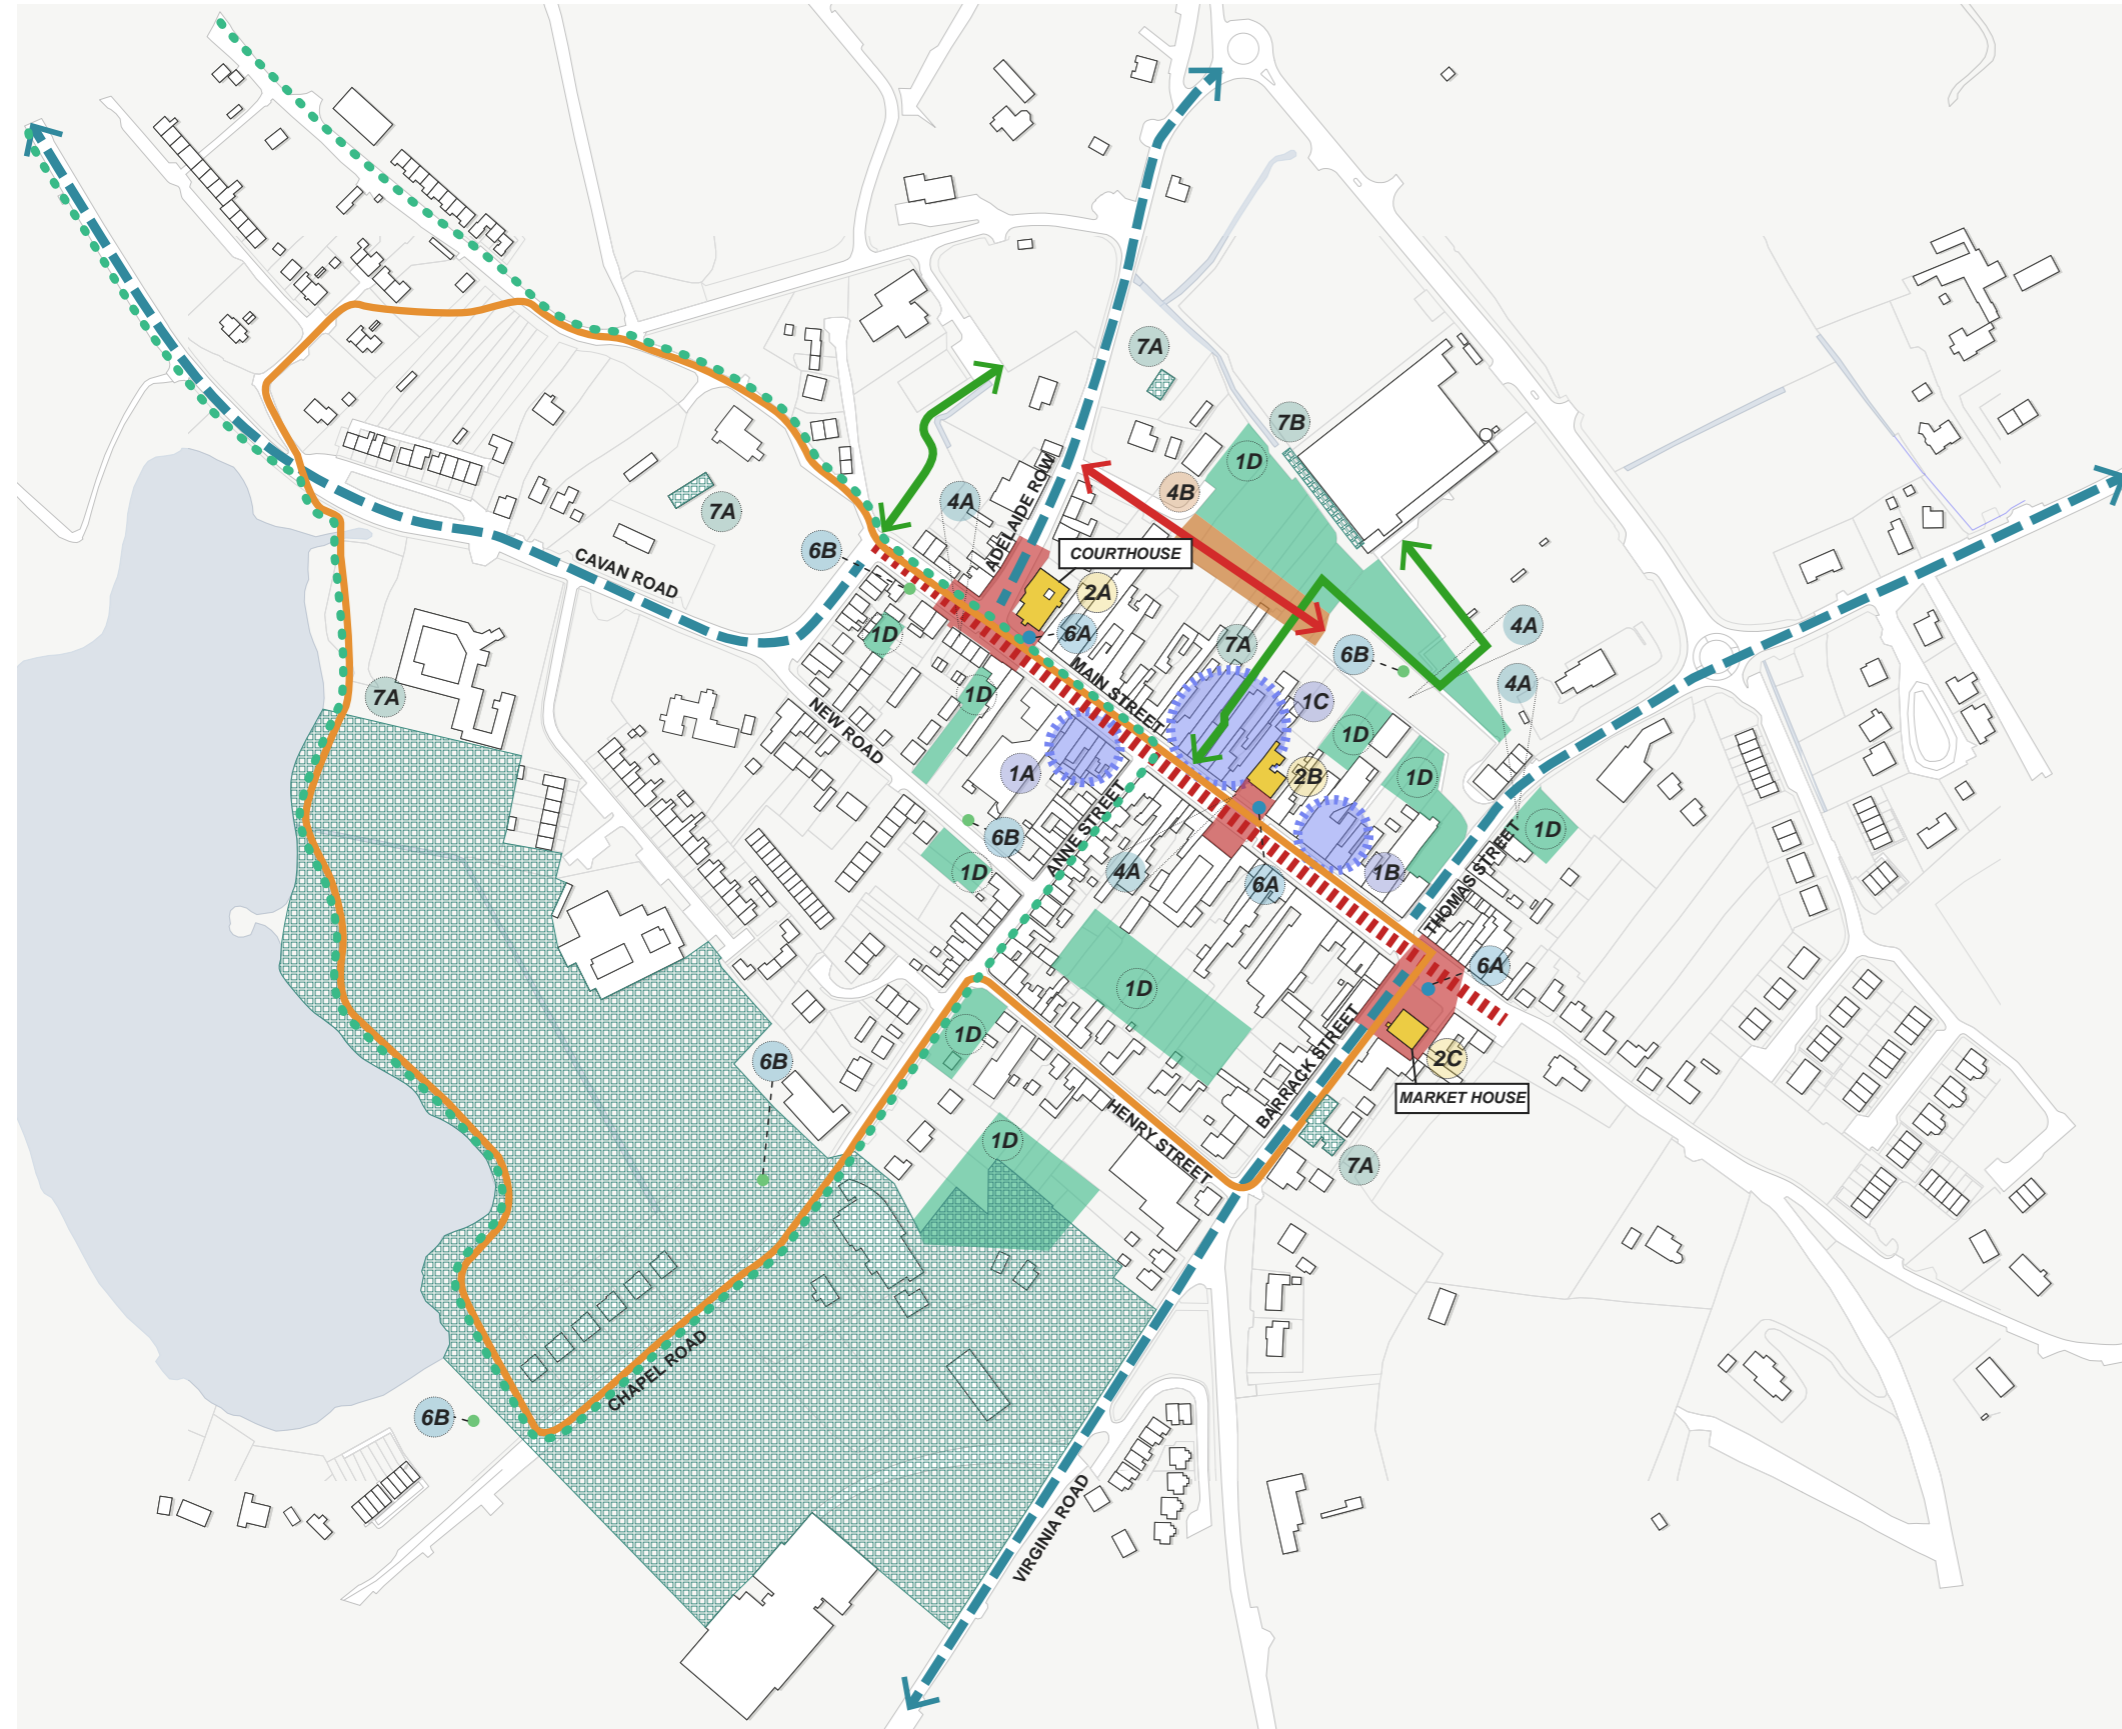 7A
7B
1D
4B
4A
ADELAIDE ROW
7A
6B
COURTHOUSE
CAVAN ROAD
2A
6A
4A
1D
7A
6B
MAIN STREET
4A
1D
7A
1C
NEW ROAD
1D
1A
2B
1D
ANNE STREET
6B
1D
THOMAS STREET
1D
4A
6A
1B
6A
1D
1D
BARRACK STREET
6B
2C
MARKET HOUSE
HENRY STREET
1D
7A
CHAPEL ROAD
6B
VIRGINIA ROAD